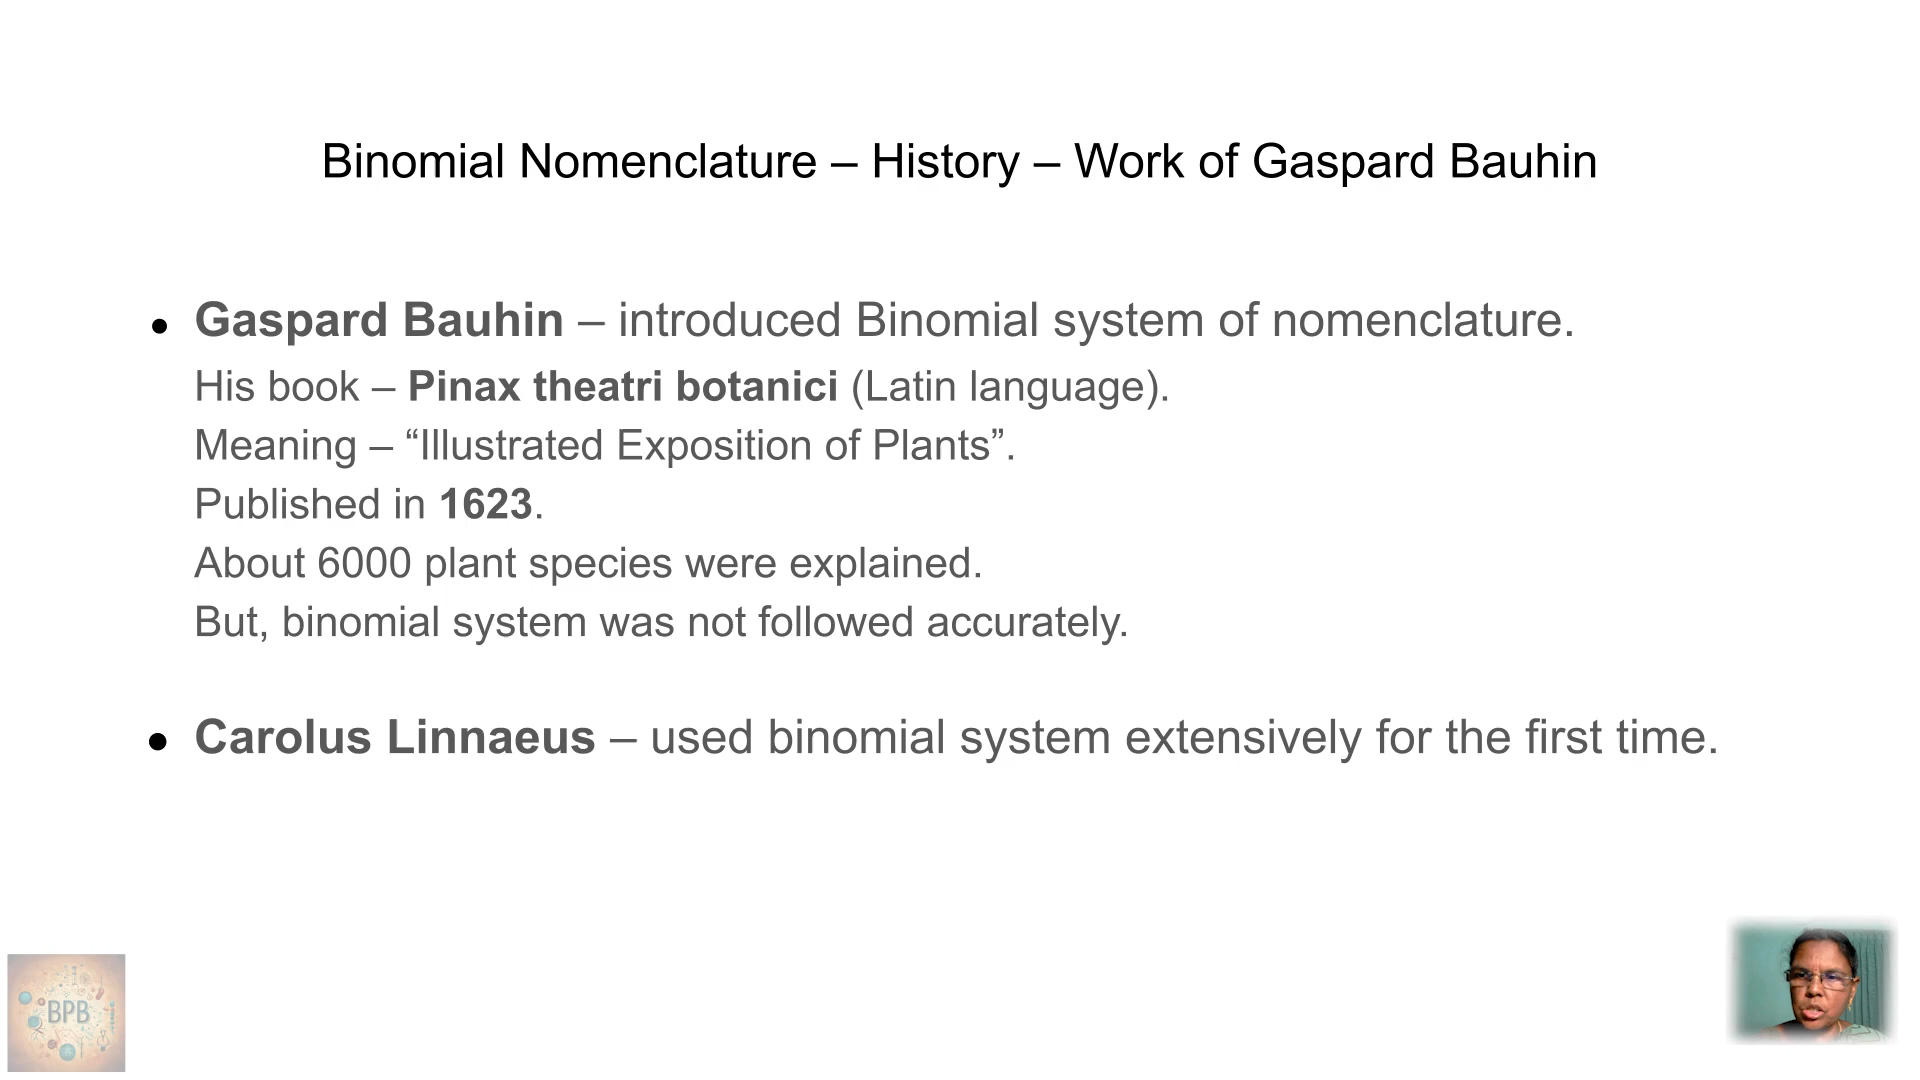 Binomial Nomenclature – History – Work of Gaspard Bauhin
● Gaspard Bauhin – introduced Binomial system of nomenclature.
His book – Pinax theatri botanici (Latin language).
Meaning – “Illustrated Exposition of Plants”.
Published in 1623.
About 6000 plant species were explained.
But, binomial system was not followed accurately.
● Carolus Linnaeus – used binomial system extensively for the first time.
BPB